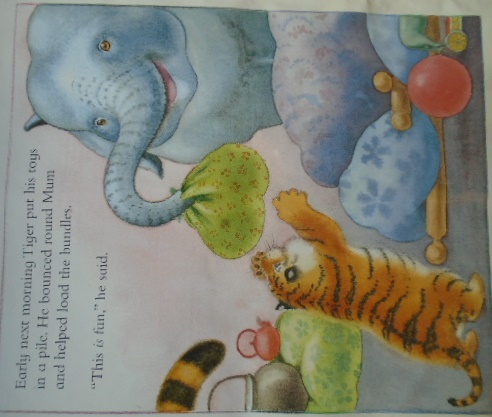 Early next morning Tiger put his toys
in a pile. He bounced round Mum
and helped load the bundles.
"This is fun," he said.